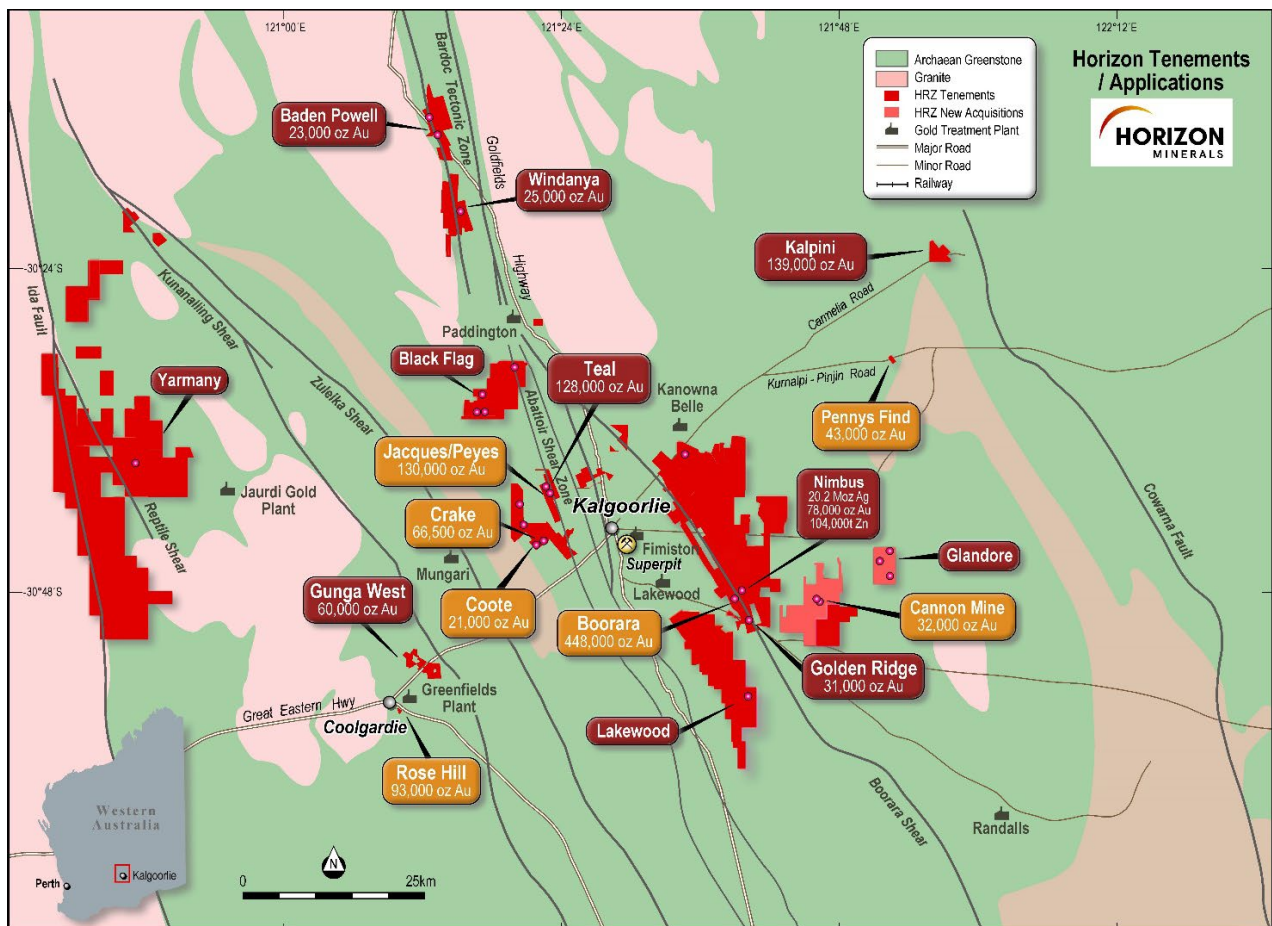 121°00´E
121°24´E
121°48´E
122°12´E
Archaean Greenstone
Granite
HRZ Tenements
HRZ New Acquisitions
Gold Treatment Plant
Major Road
Minor Road
Railway
Horizon Tenements
/ Applications
HORIZON
MINERALS
Bardoc Tectonic Zone
Goldfields
Highway
Baden Powell
23,000 oz Au
Windanya
25,000 oz Au
Kalpini
139,000 oz Au
-30°24´S
Ida Fault
Kunanalling Shear
Zuleika Shear
Carmelia Road
Paddington
Black Flag
Teal
128,000 oz Au
Abattoir Shear Zone
Kanowna
Belle
Kurnalpi - Pinjin Road
Yarmany
Pennys Find
43,000 oz Au
Jacques/Peyes
130,000 oz Au
Nimbus
20.2 Moz Ag
78,000 oz Au
104,000t Zn
Jaurdi Gold
Plant
Reptile Shear
Kalgoorlie
Crake
66,500 oz Au
Fimiston
Superpit
Cowarna Fault
Glandore
Mungari
Lakewood
-30°48´S
Gunga West
60,000 oz Au
Coote
21,000 oz Au
Boorara
448,000 oz Au
Cannon Mine
32,000 oz Au
Golden Ridge
31,000 oz Au
Greenfields
Plant
Great Eastern Hwy
Coolgardie
Lakewood
Rose Hill
93,000 oz Au
Boorara Shear
Randalls
Western
Australia
Perth
Kalgoorlie
N
0
25km